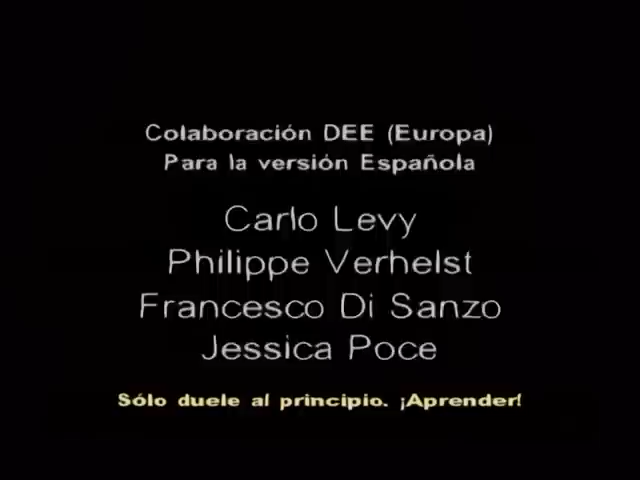 Colaboración DEE (Europa)
Para la versión Española
Carlo Levy
Philippe Verhelst
Francesco Di Sanzo
Jessica Poce
Sólo duele al principio. ¡Aprender!